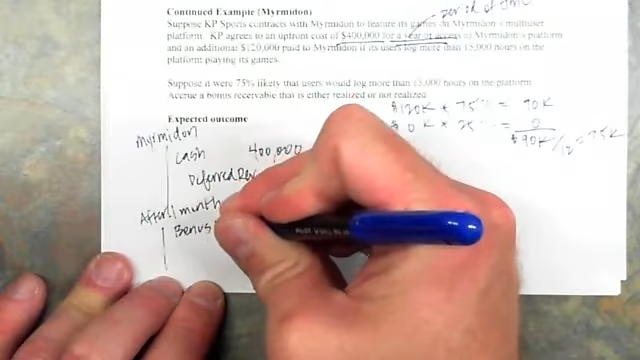 period of time
Continued Example (Myrmidon)
Suppose KP Sports contracts with Myrmidon to feature its games on Myrmidon's multiuser
platform. KP agrees to an upfront cost of $400,000 for a year of access to Myrmidon's platform
and an additional $120,000 paid to Myrmidon if its users log more than 15,000 hours on the
platform playing its games.
Suppose it were 75% likely that users would log more than 15,000 hours on the platform
Accrue a bonus receivable that is either realized or not realized.
$120K * 75% = 90K
Expected outcome
$ 0K * 25% = 0
Myrmidon
$90K/12 = 7.5K
Cash 400,000
Deferred Rev
After 1 month
Bonus